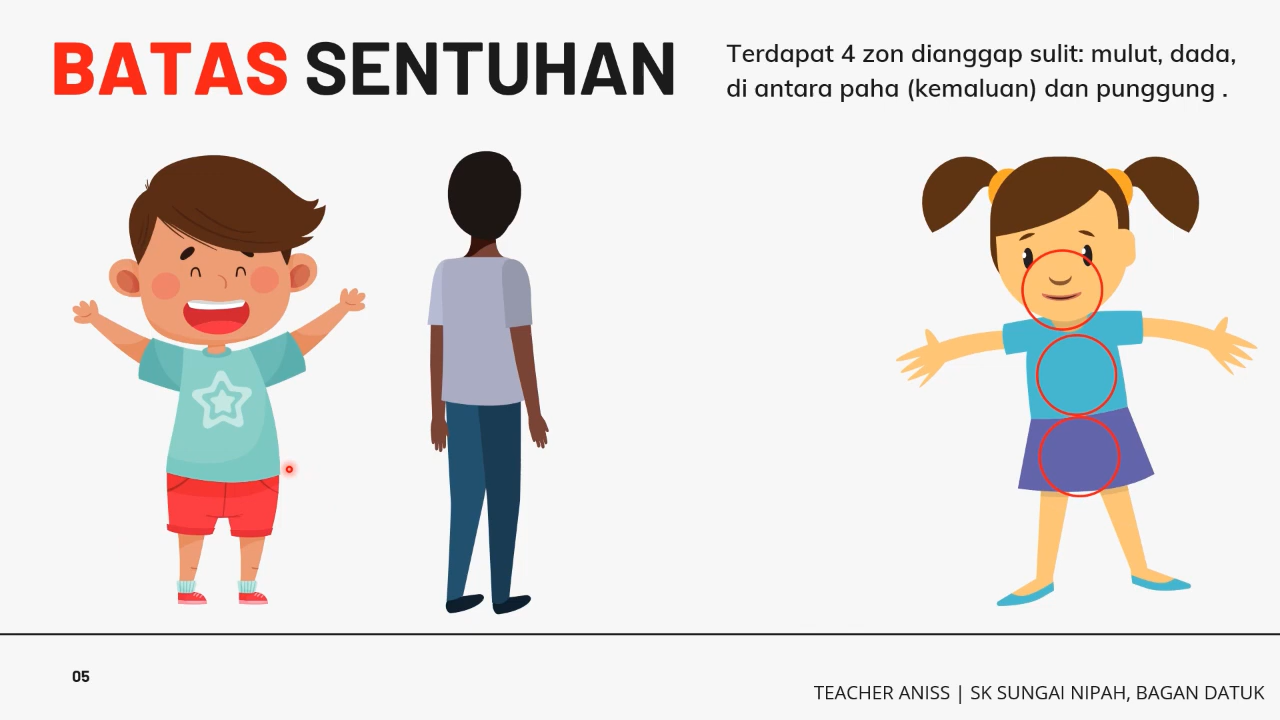 BATAS SENTUHAN
Terdapat 4 zon dianggap sulit: mulut, dada,
di antara paha (kemaluan) dan punggung .
05
TEACHER ANISS | SK SUNGAI NIPAH, BAGAN DATUK